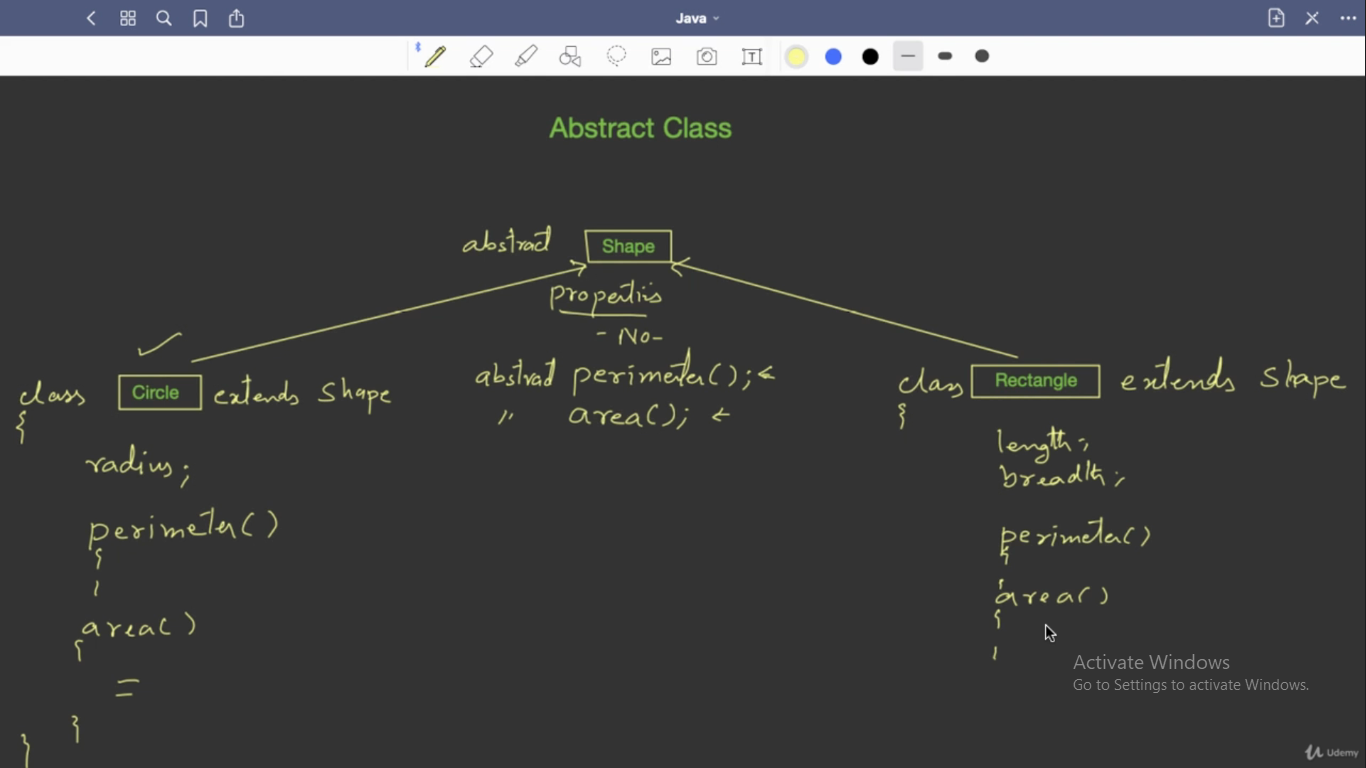 Java
T
Abstract Class
abstract Shape
properties
- No -
abstract perimeter();
" area();
class Circle extends Shape
{
radius;
perimeter()
{
area()
{
=
}
}
class Rectangle extends Shape
{
length;
breadth;
perimeter()
{
area()
{
Activate Windows
Go to Settings to activate Windows.
Udemy